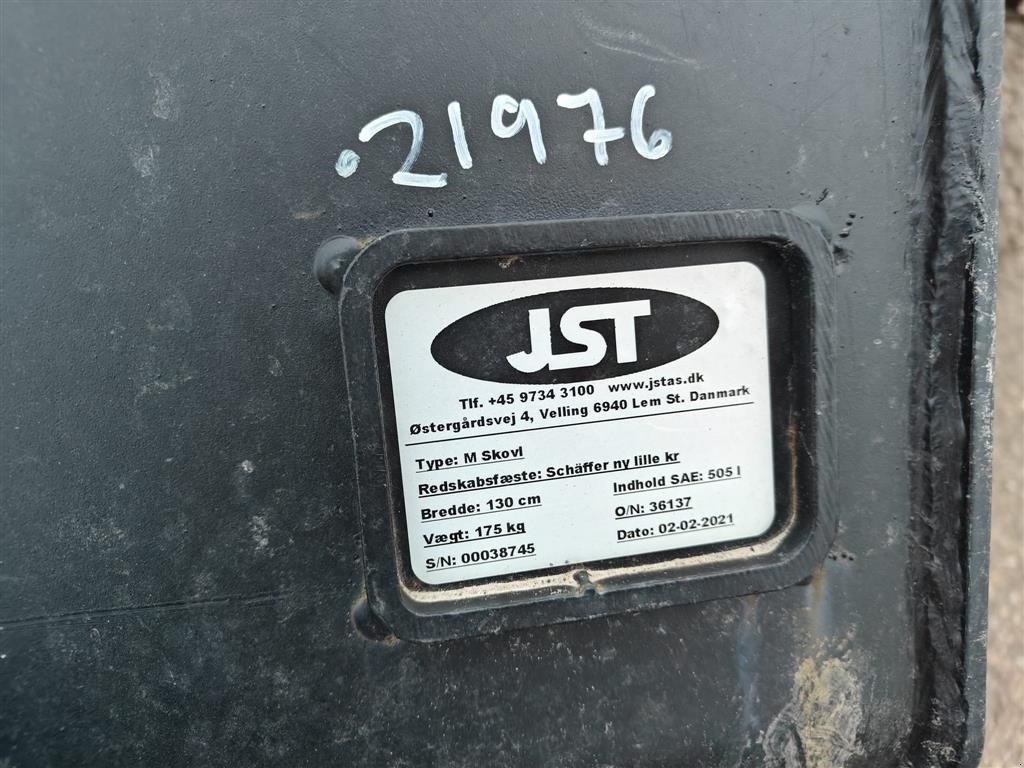 .21976
JST
Tlf. +45 9734 3100 www.jstas.dk
Østergårdsvej 4, Velling 6940 Lem St. Danmark
Type: M Skovl
Redskabsfæste: Schäffer ny lille kr
Bredde: 130 cm Indhold SAE: 505 l
Vægt: 175 kg O/N: 36137
S/N: 00038745 Dato: 02-02-2021